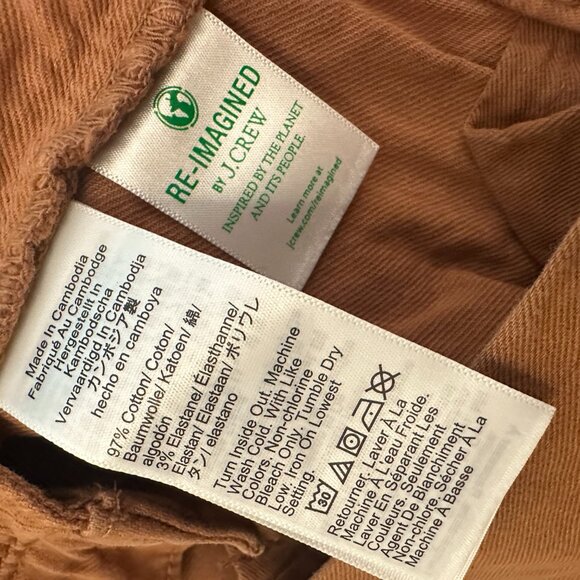 RE-IMAGINED
BY J.CREW
INSPIRED BY THE PLANET
AND ITS PEOPLE.
Learn more at
jcrew.com/reimagined
Made In Cambodia
Fabriqué Au Cambodge
Hergestellt In
Kambodscha
Vervaardigd In Cambodja
カンボジア製
hecho en camboya
97% Cotton/ Coton/
Baumwolle/ Katoen/ 綿/
algodón
3% Elastane/ Elasthanne/
Elastan/ Elastaan/ ポリウレ
タン/ elastano
Turn Inside Out. Machine
Wash Cold. With Like
Colors. Non-chlorine
Bleach Only. Tumble Dry
Low. Iron On Lowest
Setting.
Retourner. Laver À La
Machine À L'eau Froide.
Laver En Séparant Les
Couleurs. Seulement
Agent De Blanchiment
Non-chlore. Sécher À La
Machine À basse